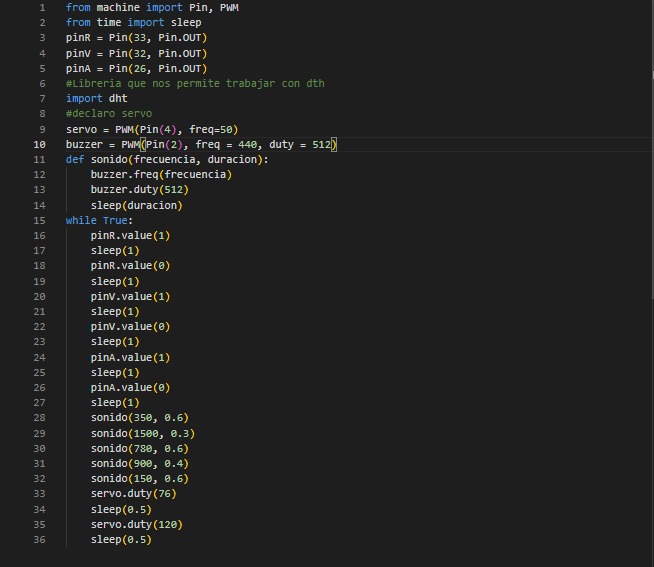 1 from machine import Pin, PWM
2 from time import sleep
3 pinR = Pin(33, Pin.OUT)
4 pinV = Pin(32, Pin.OUT)
5 pinA = Pin(26, Pin.OUT)
6 #Libreria que nos permite trabajar con dth
7 import dht
8 #declaro servo
9 servo = PWM(Pin(4), freq=50)
10 buzzer = PWM(Pin(2), freq = 440, duty = 512)
11 def sonido(frecuencia, duracion):
12     buzzer.freq(frecuencia)
13     buzzer.duty(512)
14     sleep(duracion)
15 while True:
16     pinR.value(1)
17     sleep(1)
18     pinR.value(0)
19     sleep(1)
20     pinV.value(1)
21     sleep(1)
22     pinV.value(0)
23     sleep(1)
24     pinA.value(1)
25     sleep(1)
26     pinA.value(0)
27     sleep(1)
28     sonido(350, 0.6)
29     sonido(1500, 0.3)
30     sonido(780, 0.6)
31     sonido(900, 0.4)
32     sonido(150, 0.6)
33     servo.duty(76)
34     sleep(0.5)
35     servo.duty(120)
36     sleep(0.5)